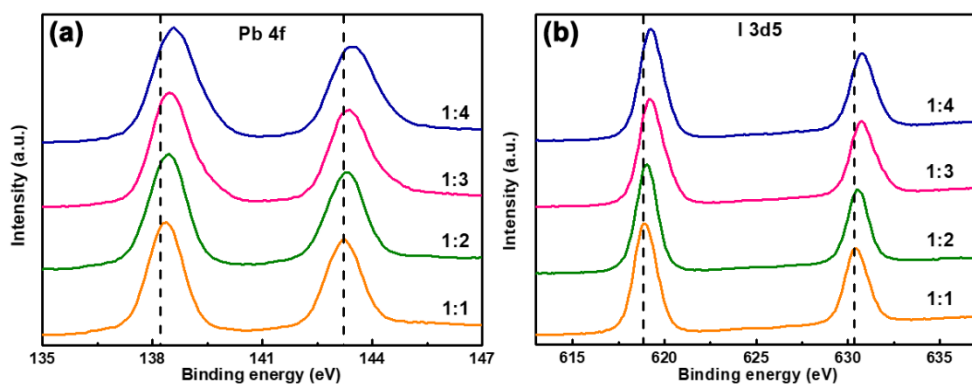 (a) Pb 4f
1:4
1:3
1:2
1:1
Intensity (a.u.)
135 138 141 144 147
Binding energy (eV)
(b) I 3d5
1:4
1:3
1:2
1:1
Intensity (a.u.)
615 620 625 630 635
Binding energy (eV)